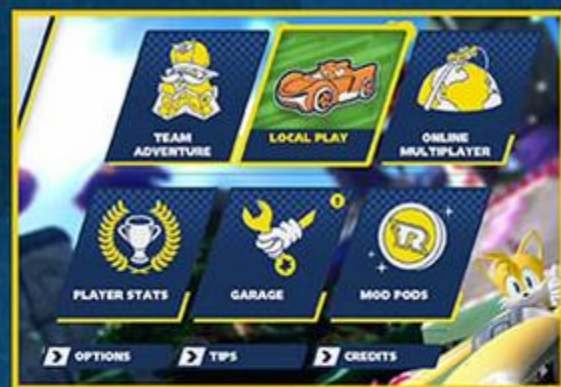 TEAM
ADVENTURE
LOCAL PLAY
ONLINE
MULTIPLAYER
PLAYER STATS
GARAGE
MOD PODS
R
OPTIONS
TIPS
CREDITS